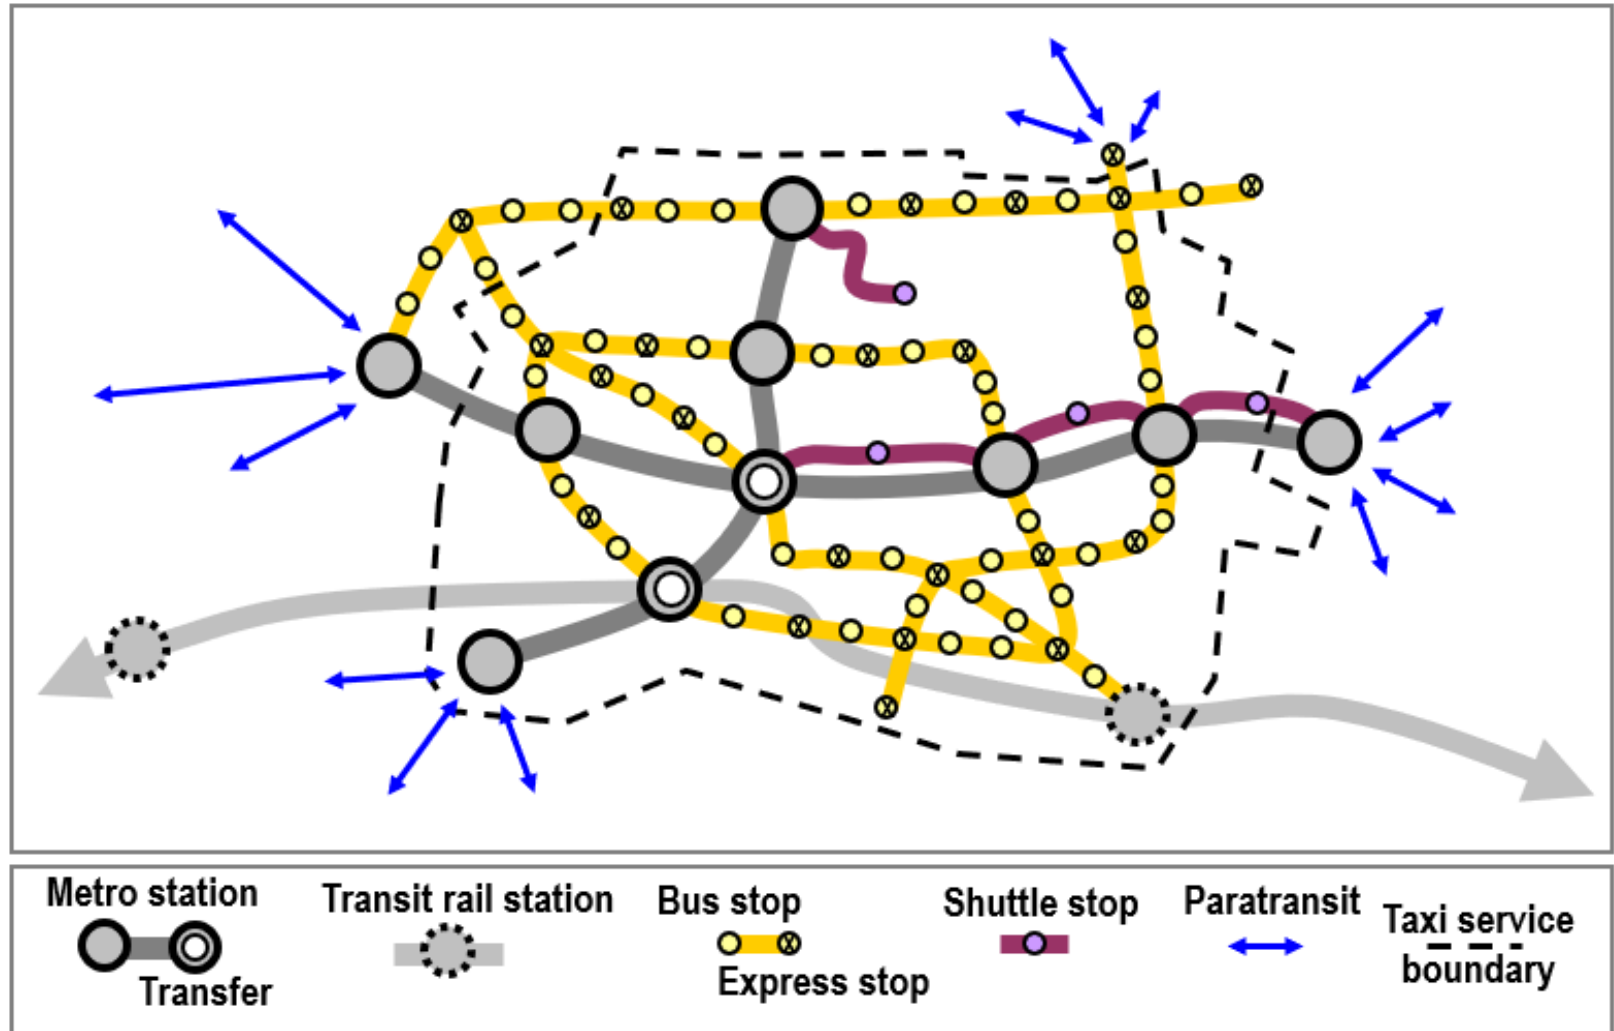 Metro station
Transfer
Transit rail station
Bus stop
Express stop
Shuttle stop
Paratransit
Taxi service
boundary